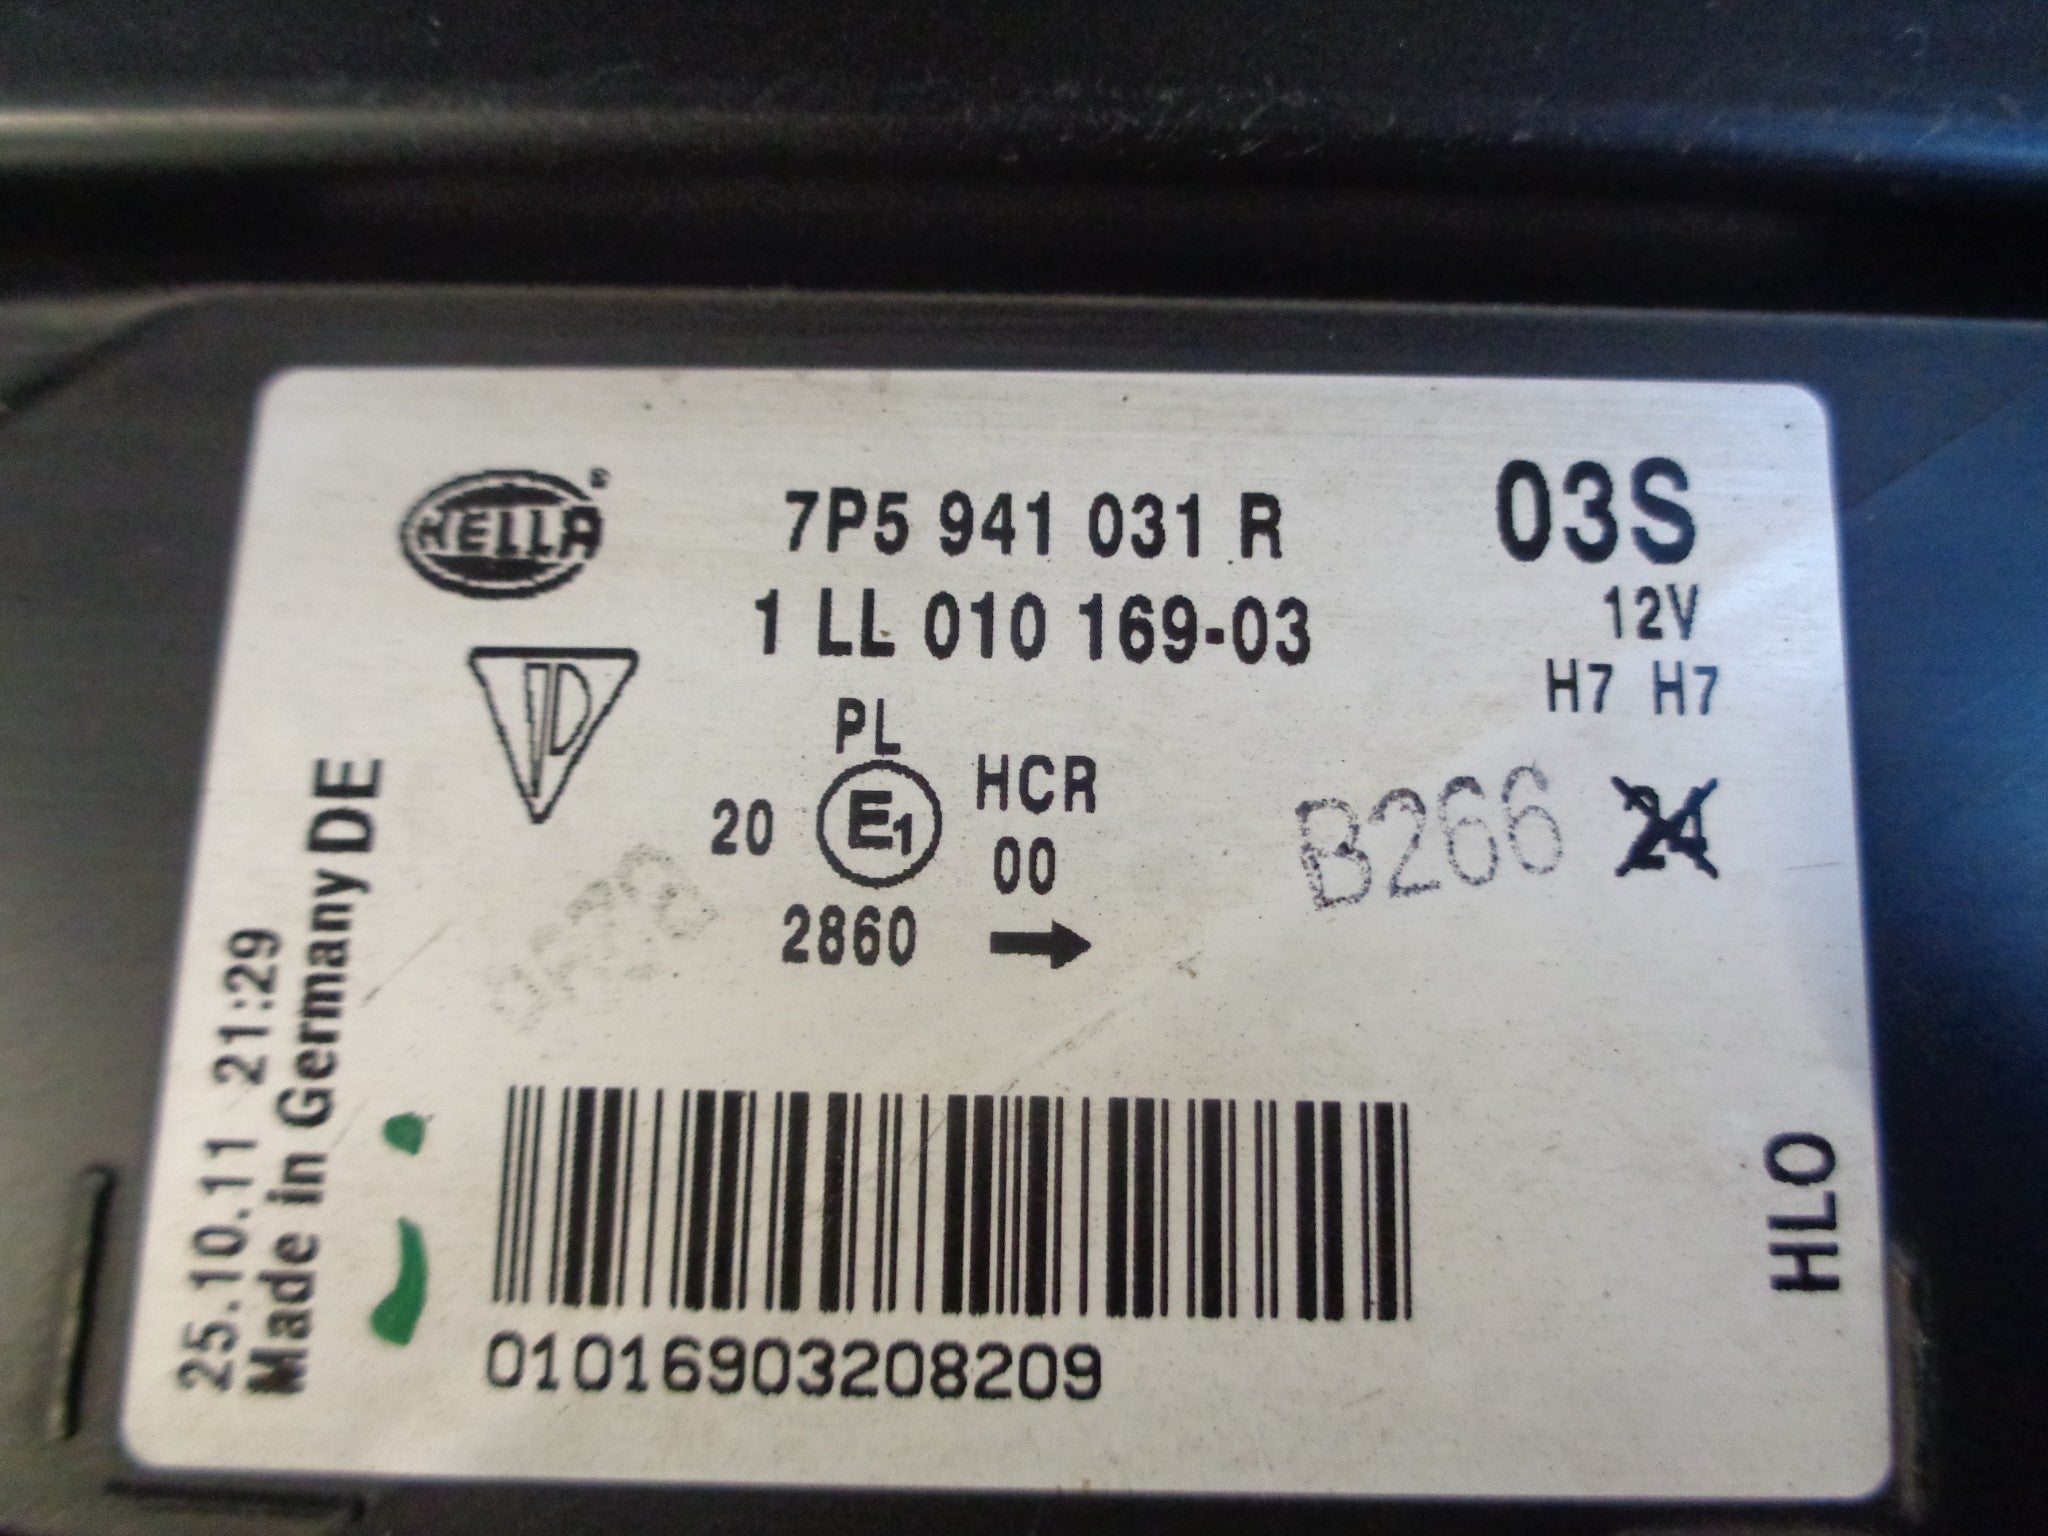 HELLA ®
7P5 941 031 R
03S
1 LL 010 169-03
12V
H7 H7
PL
20 E1 HCR
00
2860
B266
24
25.10.11 21:29
Made in Germany DE
HLO
01016903208209